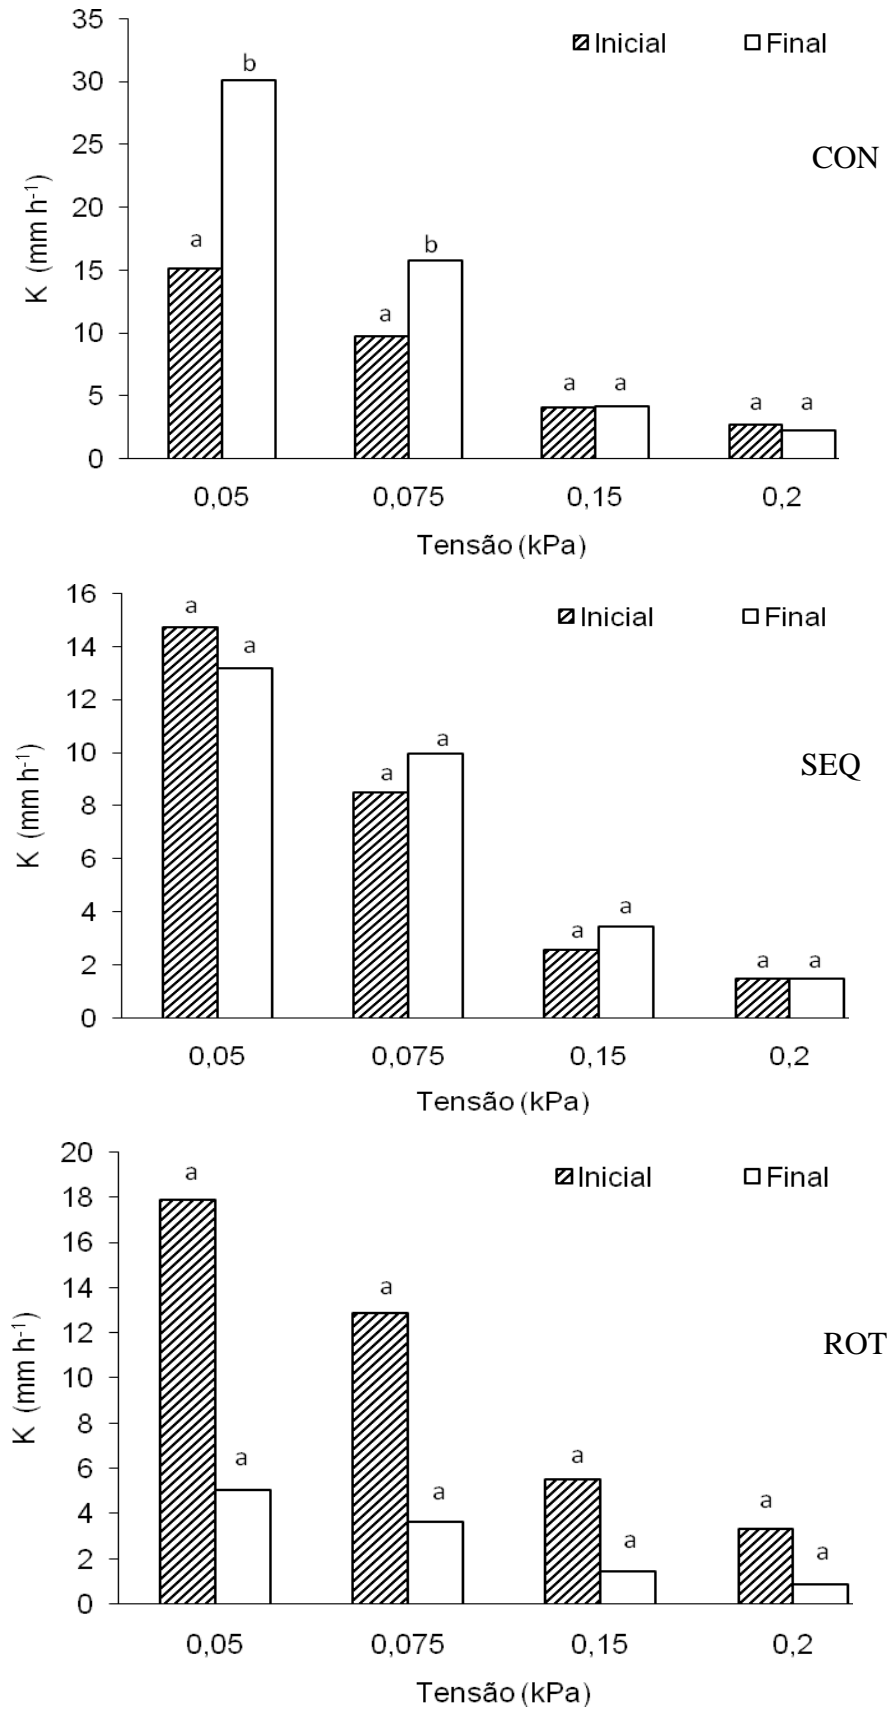 35
30
25
20
15
10
5
0
K (mm h-1)
Inicial
Final
CON
a
b
a
b
a
a
a
a
0,05
0,075
0,15
0,2
Tensão (kPa)
16
14
12
10
8
6
4
2
0
K (mm h-1)
Inicial
Final
SEQ
a
a
a
a
a
a
a
a
0,05
0,075
0,15
0,2
Tensão (kPa)
20
18
16
14
12
10
8
6
4
2
0
K (mm h-1)
Inicial
Final
ROT
a
a
a
a
a
a
a
a
0,05
0,075
0,15
0,2
Tensão (kPa)